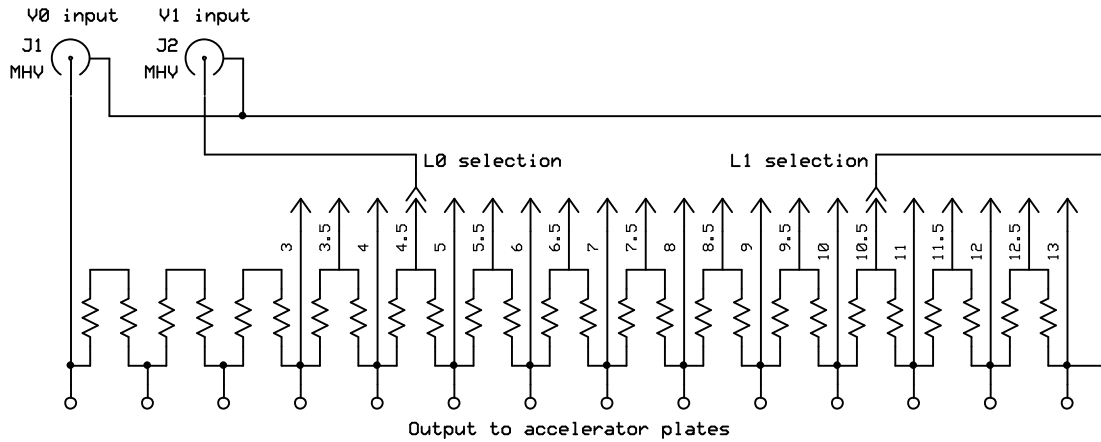 V0 input
V1 input
J1
J2
MHV
MHV
L0 selection
L1 selection
3
3.5
4
4.5
5
5.5
6
6.5
7
7.5
8
8.5
9
9.5
10
10.5
11
11.5
12
12.5
13
Output to accelerator plates